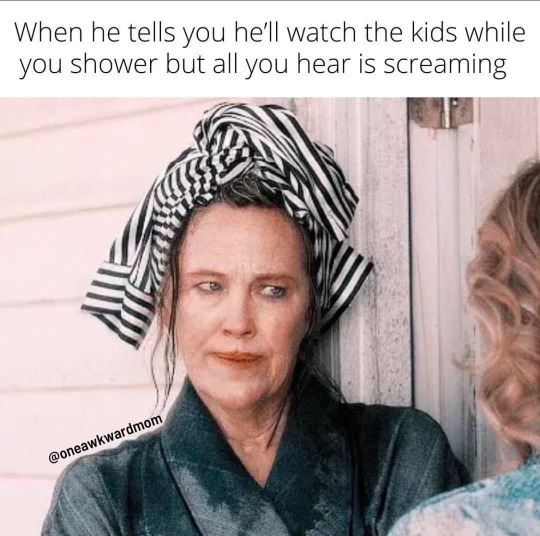 When he tells you he'll watch the kids while
you shower but all you hear is screaming
@oneawkwardmom